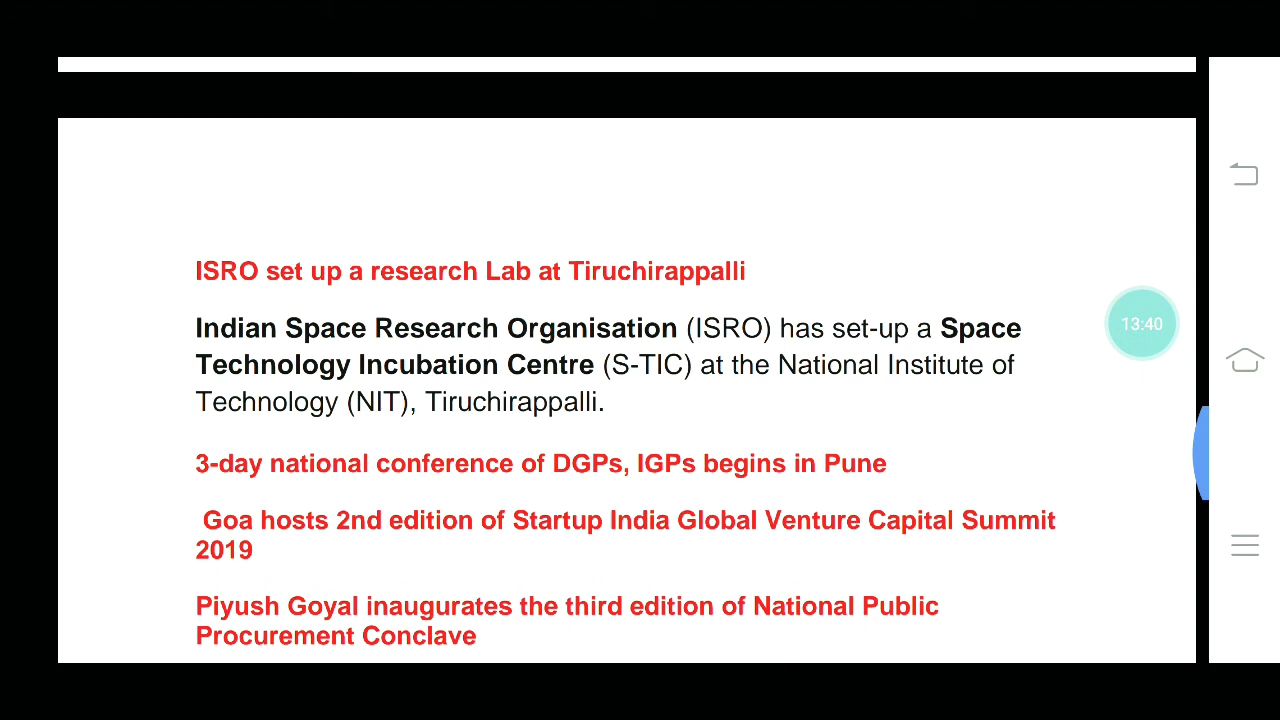 ISRO set up a research Lab at Tiruchirappalli
Indian Space Research Organisation (ISRO) has set-up a Space
Technology Incubation Centre (S-TIC) at the National Institute of
Technology (NIT), Tiruchirappalli.
13:40
3-day national conference of DGPs, IGPs begins in Pune
Goa hosts 2nd edition of Startup India Global Venture Capital Summit
2019
Piyush Goyal inaugurates the third edition of National Public
Procurement Conclave